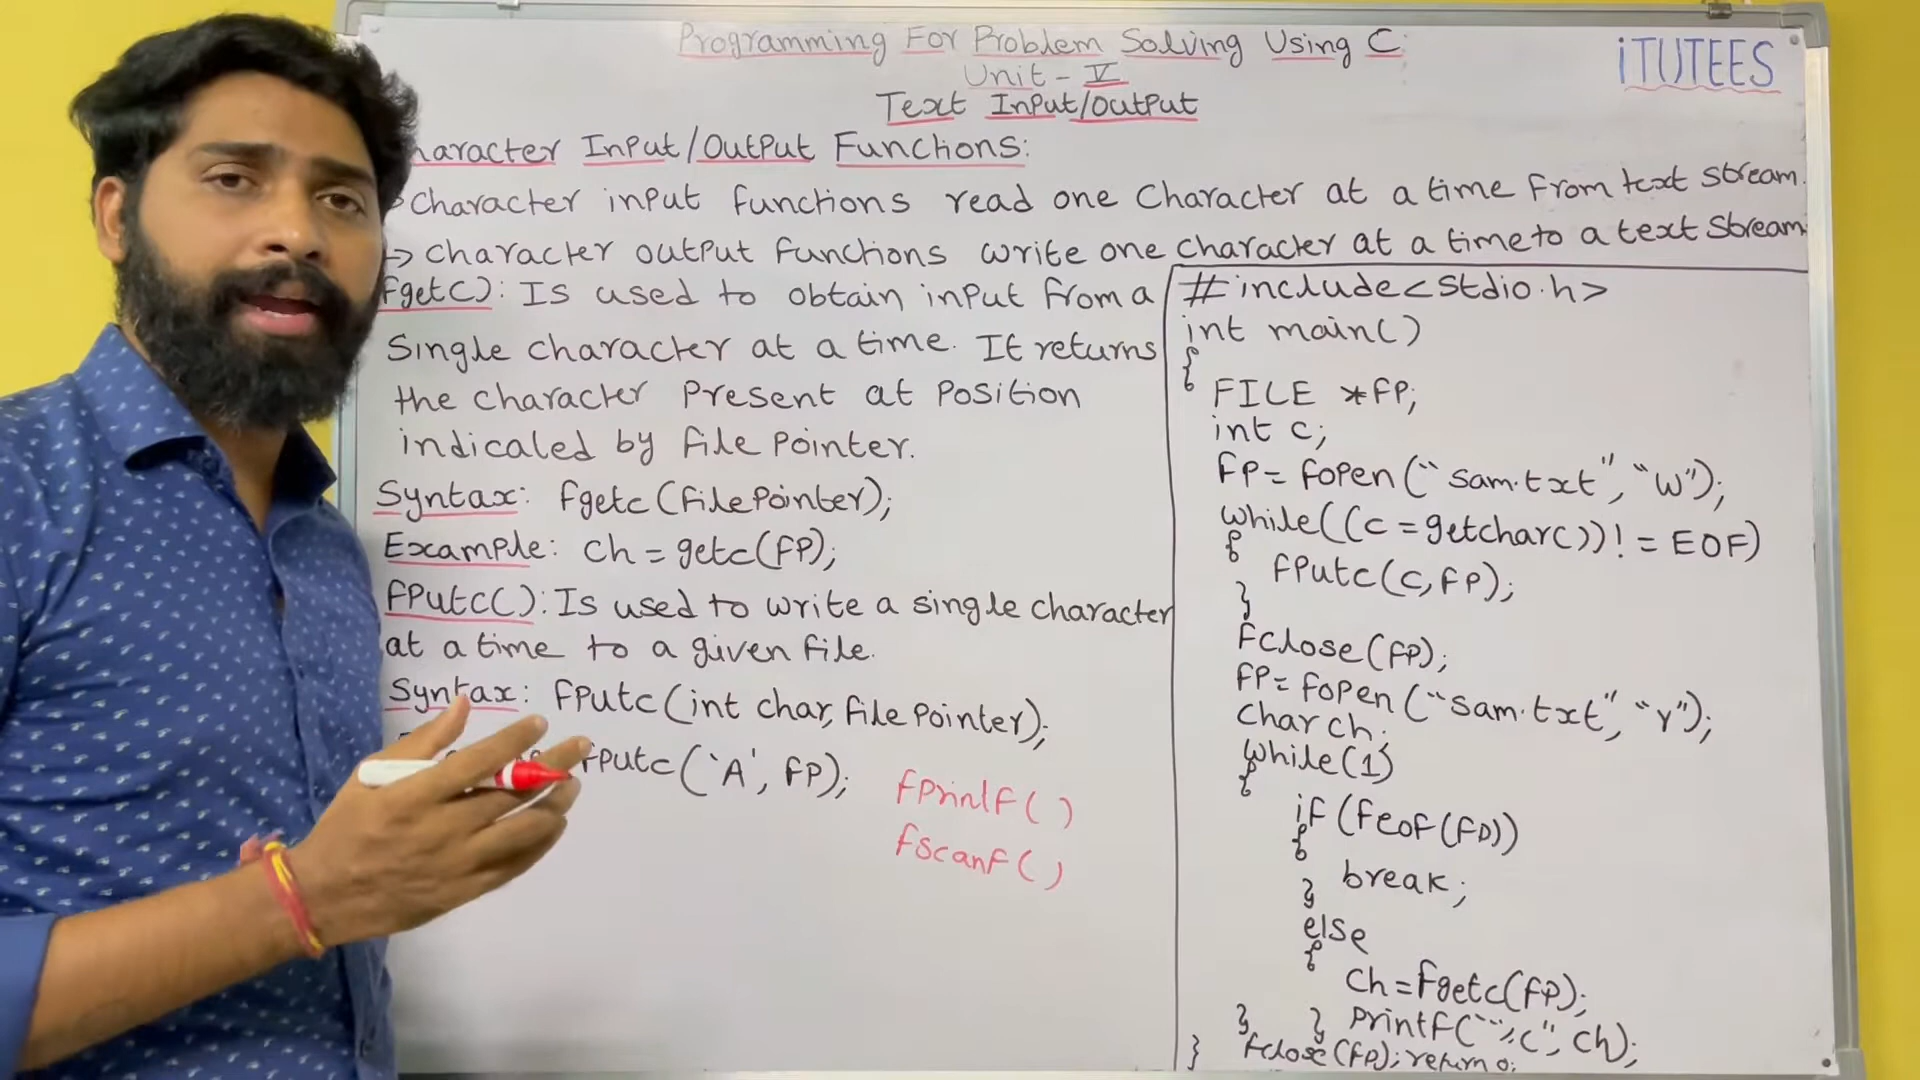 Programming For Problem Solving Using C
iTUTEES
Unit - V
Text Input/Output
haracter Input/Output Functions:
Character input functions read one Character at a time From text stream.
↳ Character output Functions write one character at a time to a text stream
fgetc): Is used to obtain input from a
Single character at a time. It returns
the character Present at Position
indicaled by File Pointer.
Syntax: Fgetc(FilePointer);
Example: Ch = getc(FP);
FPutc(): Is used to write a single character
at a time to a given File.
Syntax: FPutc(int char, File Pointer);
FPutc('A', FP);
FPrintF( )
FScanF( )
#include<stdio.h>
int main()
{
FILE *FP;
int c;
FP= Fopen("sam.txt", "w");
while((c=getchar())!=EOF)
{
FPutc(c,FP);
}
Fclose(FP);
FP= Fopen("sam.txt", "r");
Char ch;
while(1)
{
if(Feof(FP))
{
break;
}
else
{
Ch=Fgetc(FP);
} } Printf("%c", ch);
} Fclose(FP); return 0;